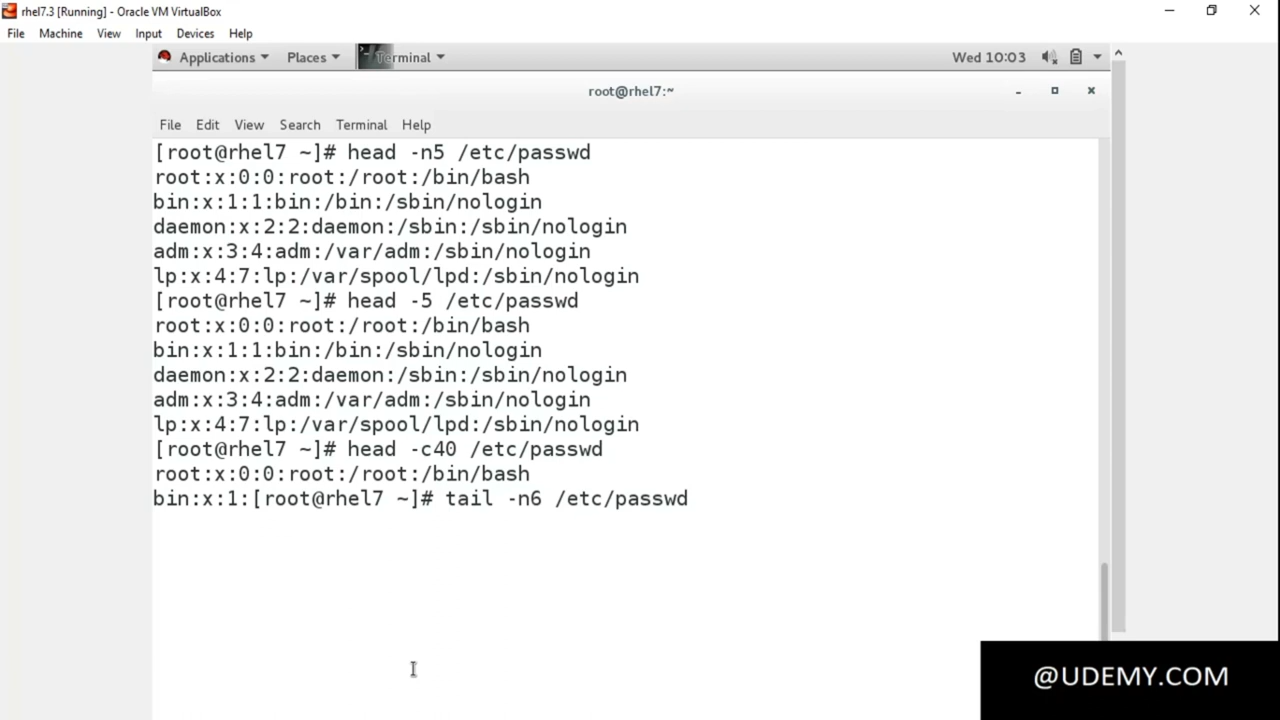 rhel7.3 [Running] - Oracle VM VirtualBox
File Machine View Input Devices Help
Applications Places Terminal Wed 10:03
root@rhel7:~
File Edit View Search Terminal Help
[root@rhel7 ~]# head -n5 /etc/passwd
root:x:0:0:root:/root:/bin/bash
bin:x:1:1:bin:/bin:/sbin/nologin
daemon:x:2:2:daemon:/sbin:/sbin/nologin
adm:x:3:4:adm:/var/adm:/sbin/nologin
lp:x:4:7:lp:/var/spool/lpd:/sbin/nologin
[root@rhel7 ~]# head -5 /etc/passwd
root:x:0:0:root:/root:/bin/bash
bin:x:1:1:bin:/bin:/sbin/nologin
daemon:x:2:2:daemon:/sbin:/sbin/nologin
adm:x:3:4:adm:/var/adm:/sbin/nologin
lp:x:4:7:lp:/var/spool/lpd:/sbin/nologin
[root@rhel7 ~]# head -c40 /etc/passwd
root:x:0:0:root:/root:/bin/bash
bin:x:1:[root@rhel7 ~]# tail -n6 /etc/passwd
@UDEMY.COM